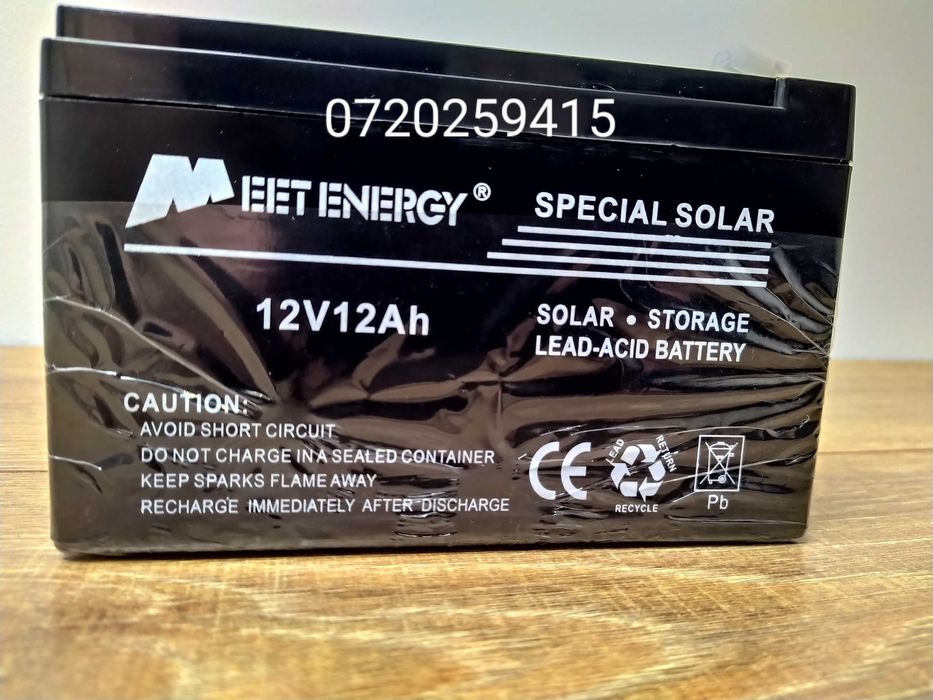 0720259415
MEET ENERGY®
SPECIAL SOLAR
12V12Ah
SOLAR • STORAGE
LEAD-ACID BATTERY
CAUTION:
AVOID SHORT CIRCUIT
DO NOT CHARGE IN A SEALED CONTAINER
KEEP SPARKS FLAME AWAY
RECHARGE IMMEDIATELY AFTER DISCHARGE
CE
LEAD RETURN
RECYCLE
Pb